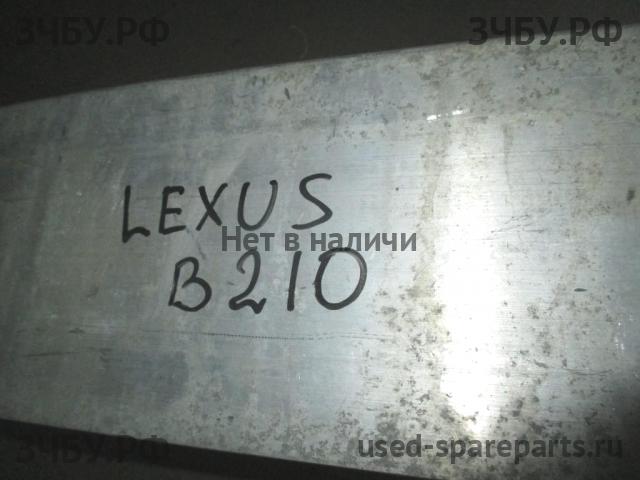 ЗЧБУ.РФ ЗЧБУ.РФ
LEXUS
Нет в наличи
B210
ЗЧБУ.РФ used-spareparts.ru